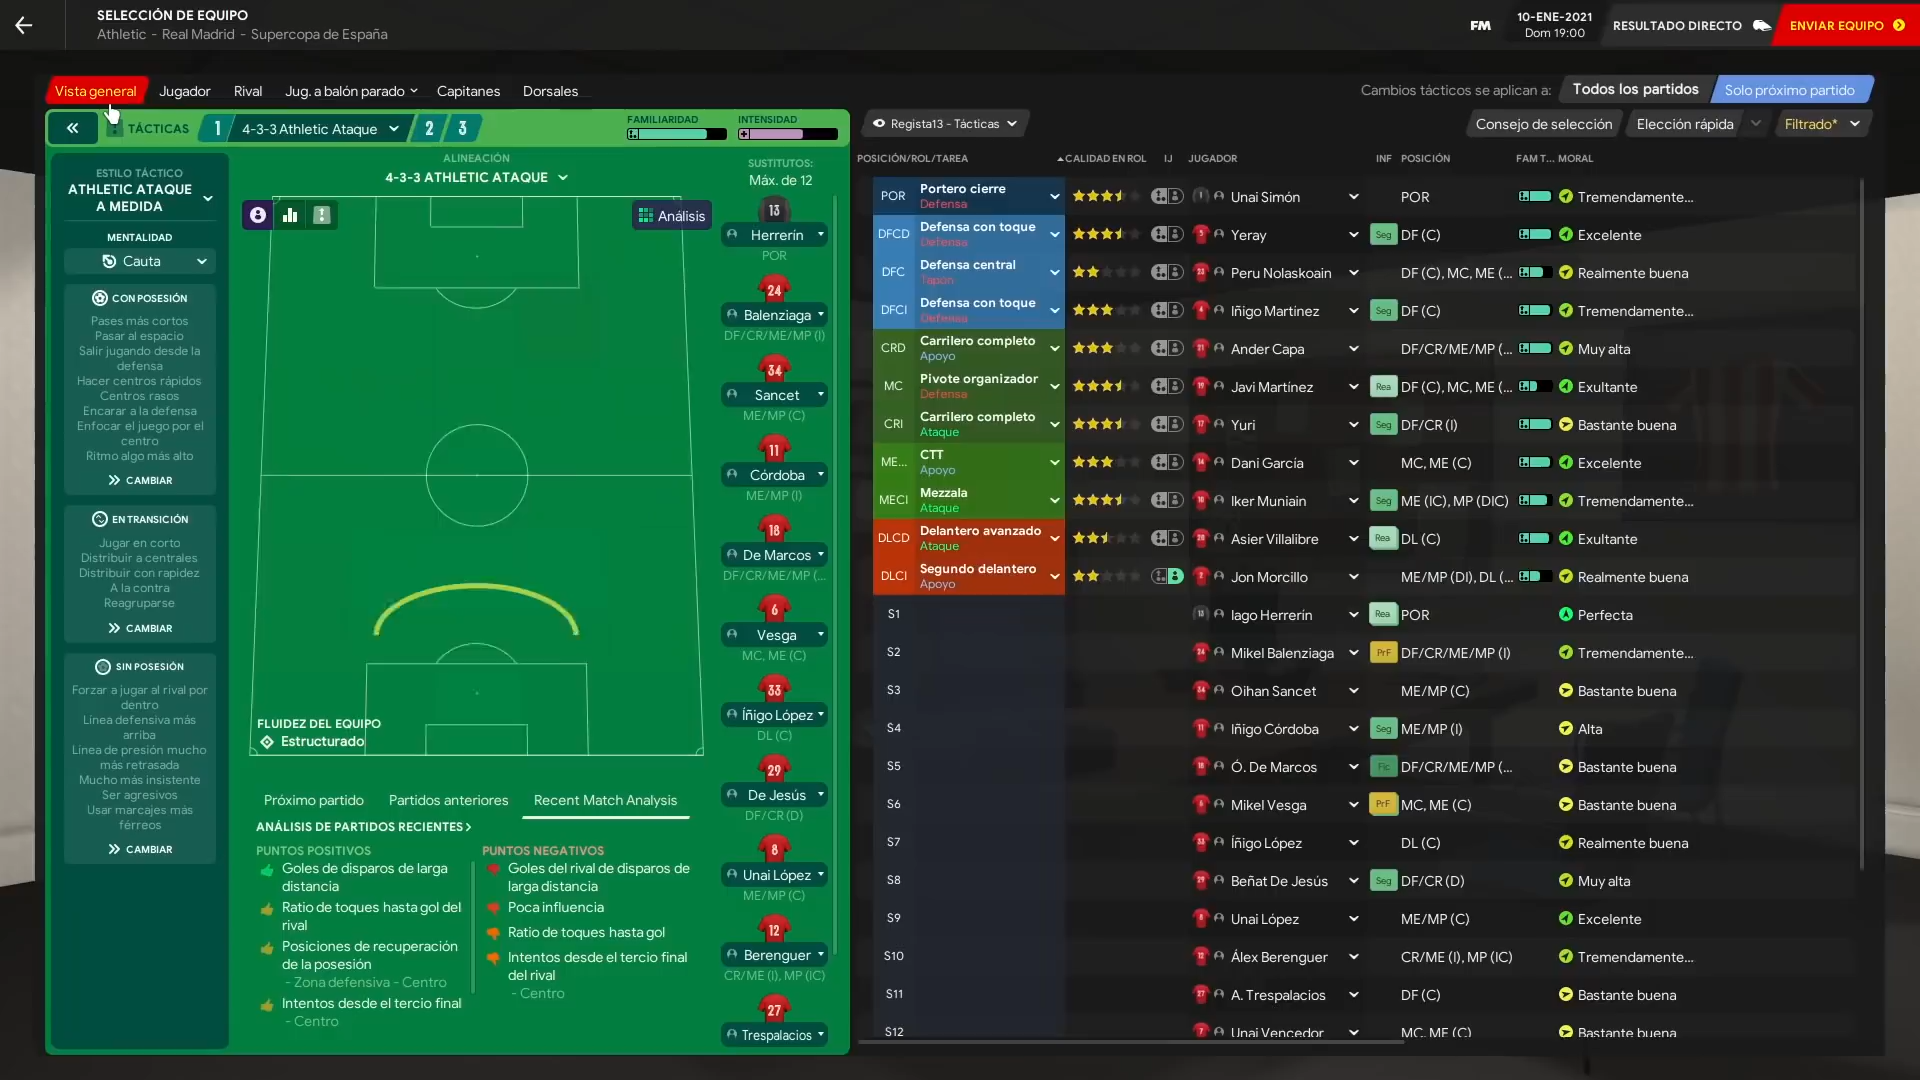 SELECCIÓN DE EQUIPO
Athletic - Real Madrid - Supercopa de España
FM
10-ENE-2021
Dom 19:00
RESULTADO DIRECTO
ENVIAR EQUIPO
Vista general
Jugador
Rival
Jug. a balón parado
Capitanes
Dorsales
Cambios tácticos se aplican a:
Todos los partidos
Solo próximo partido
TÁCTICAS
1
4-3-3 Athletic Ataque
2
3
FAMILIARIDAD
INTENSIDAD
Regista13 - Tácticas
Consejo de selección
Elección rápida
Filtrado*
ESTILO TÁCTICO
ATHLETIC ATAQUE
A MEDIDA
MENTALIDAD
Cauta
CON POSESIÓN
Pases más cortos
Pasar al espacio
Salir jugando desde la
defensa
Hacer centros rápidos
Centros rasos
Encarar a la defensa
Enfocar el juego por el
centro
Ritmo algo más alto
CAMBIAR
EN TRANSICIÓN
Jugar en corto
Distribuir a centrales
Distribuir con rapidez
A la contra
Reagruparse
CAMBIAR
SIN POSESIÓN
Forzar a jugar al rival por
dentro
Línea defensiva más
arriba
Línea de presión mucho
más retrasada
Mucho más insistente
Ser agresivos
Usar marcajes más
férreos
CAMBIAR
ALINEACIÓN
4-3-3 ATHLETIC ATAQUE
Análisis
FLUIDEZ DEL EQUIPO
Estructurado
Próximo partido
Partidos anteriores
Recent Match Analysis
ANÁLISIS DE PARTIDOS RECIENTES
PUNTOS POSITIVOS
Goles de disparos de larga
distancia
Ratio de toques hasta gol del
rival
Posiciones de recuperación
de la posesión
- Zona defensiva - Centro
Intentos desde el tercio final
- Centro
PUNTOS NEGATIVOS
Goles del rival de disparos de
larga distancia
Poca influencia
Ratio de toques hasta gol
Intentos desde el tercio final
del rival
- Centro
SUSTITUTOS:
Máx. de 12
13
Herrerín
POR
24
Balenziaga
DF/CR/ME/MP (I)
34
Sancet
ME/MP (C)
11
Córdoba
ME/MP (I)
18
De Marcos
DF/CR/ME/MP (...
6
Vesga
MC, ME (C)
33
Íñigo López
DL (C)
29
De Jesús
DF/CR (D)
8
Unai López
ME/MP (C)
12
Berenguer
CR/ME (I), MP (IC)
27
Trespalacios
POSICIÓN/ROL/TAREA CALIDAD EN ROL IJ JUGADOR INF POSICIÓN FAM T... MORAL
POR Portero cierre Defensa Unai Simón POR Tremendamente...
DFCD Defensa con toque Defensa Yeray Seg DF (C) Excelente
DFC Defensa central Tapón Peru Nolaskoain DF (C), MC, ME (... Realmente buena
DFCI Defensa con toque Defensa Iñigo Martínez Seg DF (C) Tremendamente...
CRD Carrilero completo Apoyo Ander Capa DF/CR/ME/MP (... Muy alta
MC Pivote organizador Defensa Javi Martínez Rea DF (C), MC, ME (... Exultante
CRI Carrilero completo Ataque Yuri Seg DF/CR (I) Bastante buena
ME... CTT Apoyo Dani García MC, ME (C) Excelente
MECI Mezzala Ataque Iker Muniain Seg ME (IC), MP (DIC) Tremendamente...
DLCD Delantero avanzado Ataque Asier Villalibre Rea DL (C) Exultante
DLCI Segundo delantero Apoyo Jon Morcillo ME/MP (DI), DL (... Realmente buena
S1 Iago Herrerín Rea POR Perfecta
S2 Mikel Balenziaga PrF DF/CR/ME/MP (I) Tremendamente...
S3 Oihan Sancet ME/MP (C) Bastante buena
S4 Iñigo Córdoba Seg ME/MP (I) Alta
S5 Ó. De Marcos Fic DF/CR/ME/MP (... Bastante buena
S6 Mikel Vesga PrF MC, ME (C) Bastante buena
S7 Íñigo López DL (C) Realmente buena
S8 Beñat De Jesús Seg DF/CR (D) Muy alta
S9 Unai López ME/MP (C) Excelente
S10 Álex Berenguer CR/ME (I), MP (IC) Tremendamente...
S11 A. Trespalacios DF (C) Bastante buena
S12 Unai Vencedor MC, ME (C) Bastante buena